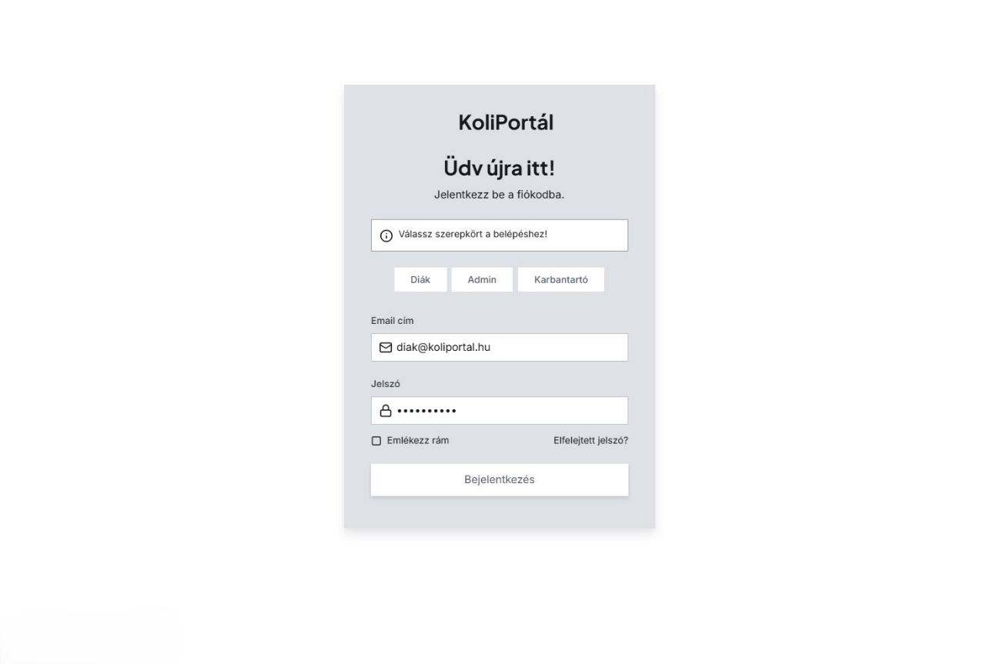 KoliPortál
Üdv újra itt!
Jelentkezz be a fiókodba.
Válassz szerepkört a belépéshez!
Diák Admin Karbantartó
Email cím
diak@koliportal.hu
Jelszó
••••••••••
Emlékezz rám Elfelejtett jelszó?
Bejelentkezés